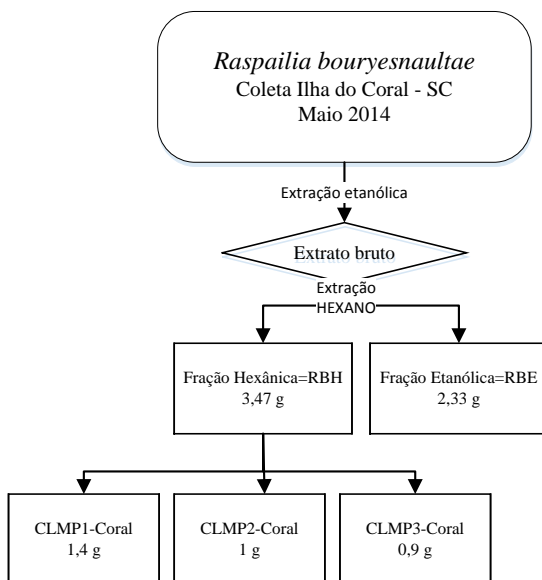 Raspailia bouryesnaultae
Coleta Ilha do Coral - SC
Maio 2014
Extração etanólica
Extrato bruto
Extração
HEXANO
Fração Hexânica=RBH
3,47 g
Fração Etanólica=RBE
2,33 g
CLMP1-Coral
1,4 g
CLMP2-Coral
1 g
CLMP3-Coral
0,9 g